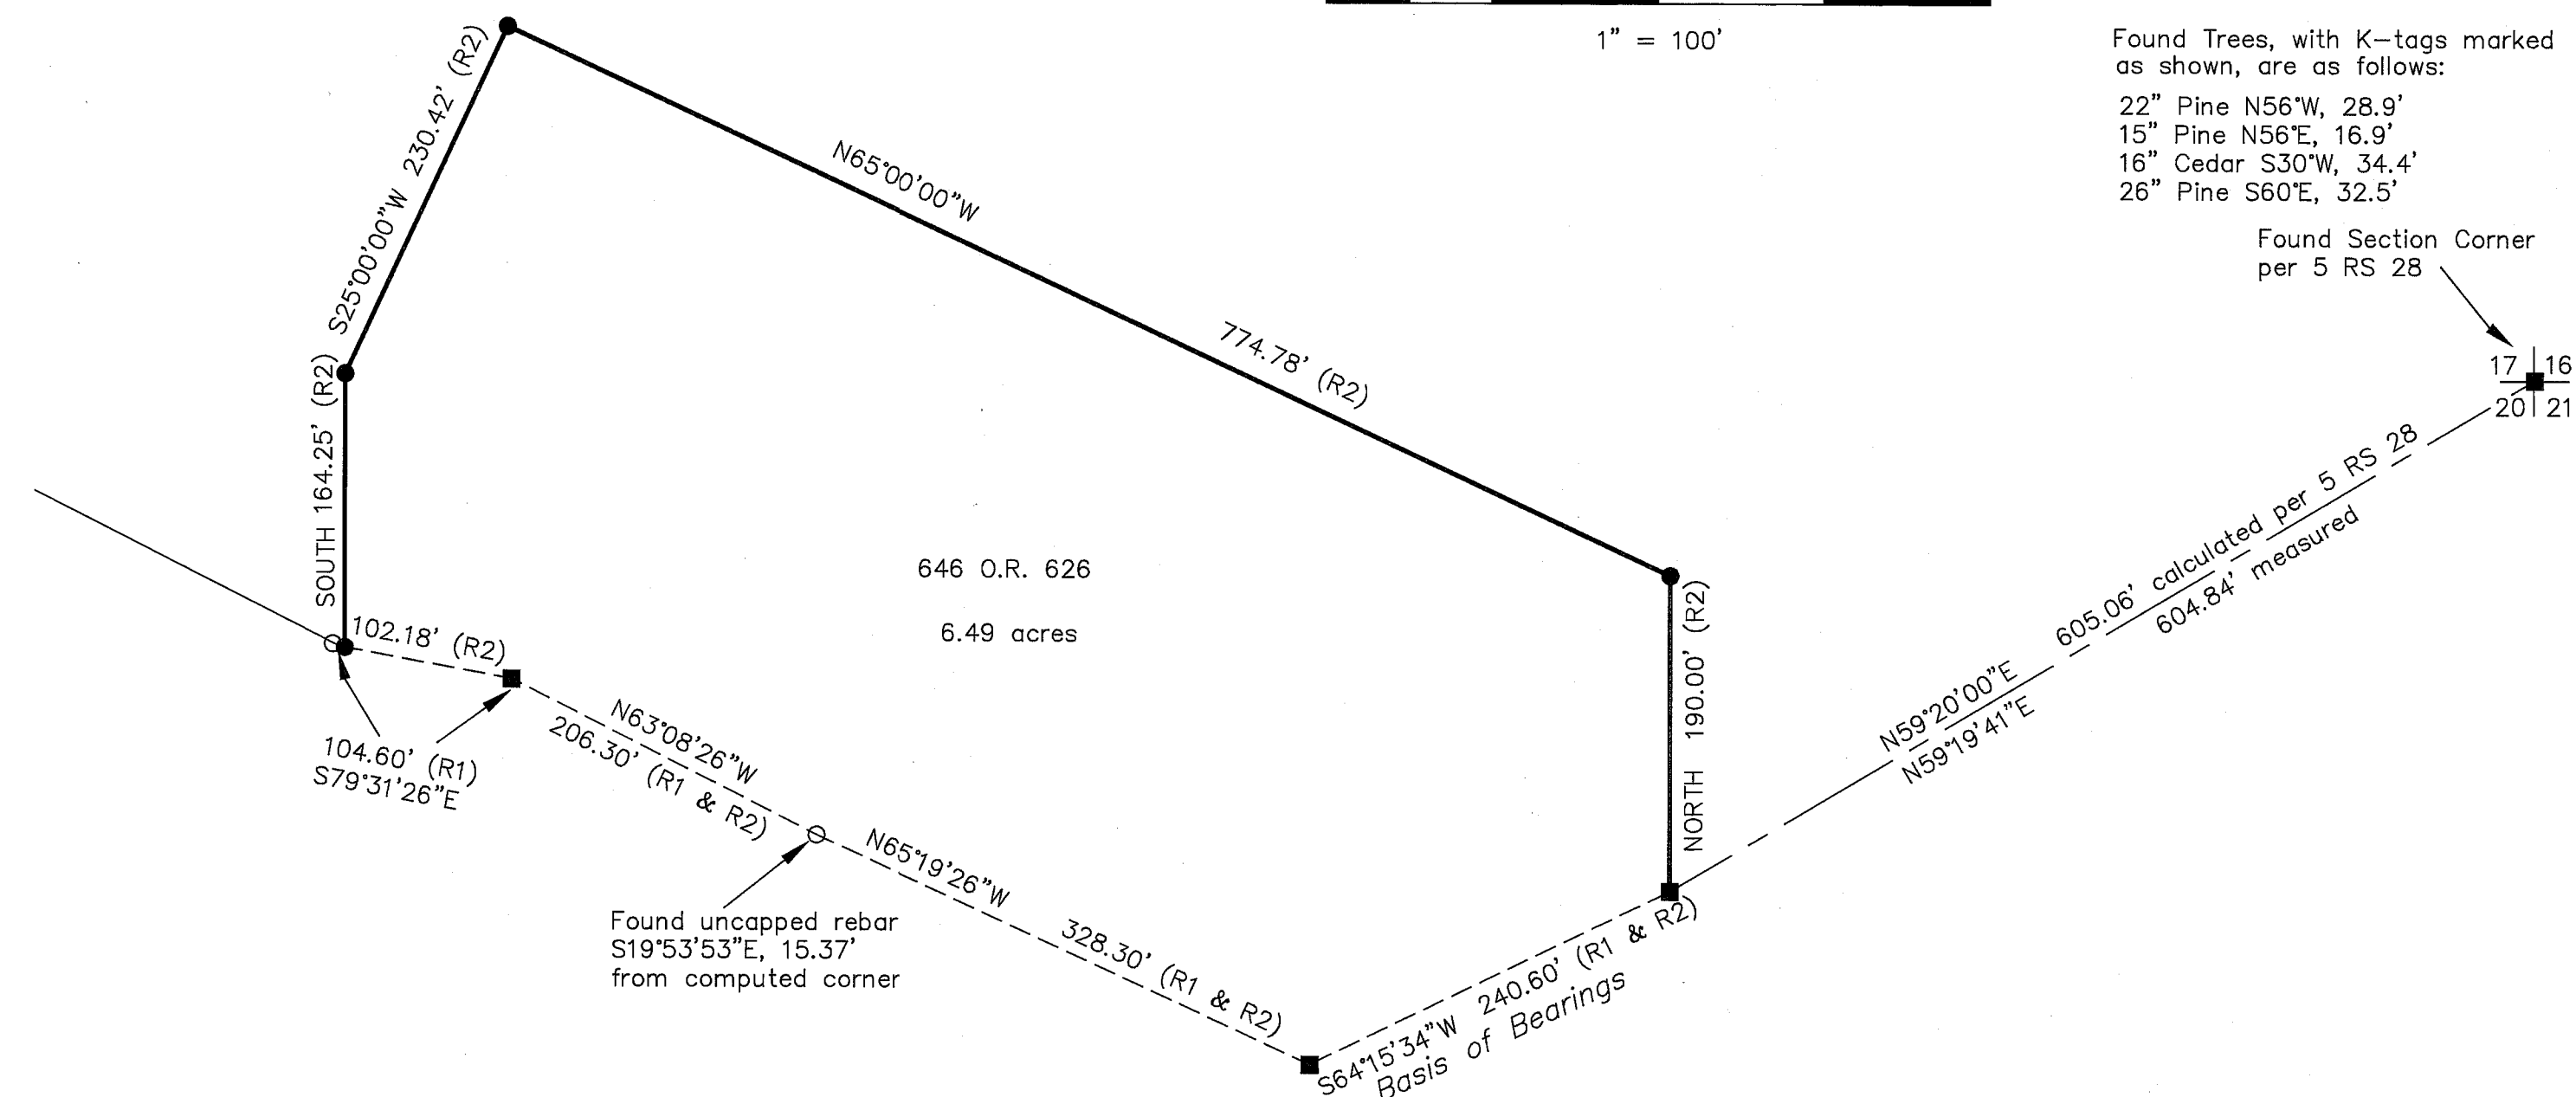 1" = 100'
Found Trees, with K-tags marked
as shown, are as follows:
22" Pine N56°W, 28.9'
15" Pine N56°E, 16.9'
16" Cedar S30°W, 34.4'
26" Pine S60°E, 32.5'
Found Section Corner
per 5 RS 28
17 16
20 21
S25°00'00"W 230.42' (R2)
N65°00'00"W
774.78' (R2)
SOUTH 164.25' (R2)
646 O.R. 626
6.49 acres
NORTH 190.00' (R2)
N59°20'00"E 605.06' calculated per 5 RS 28
N59°19'41"E 604.84' measured
102.18' (R2)
104.60' (R1)
S79°31'26"E
N63°08'26"W
206.30' (R1 & R2)
Found uncapped rebar
S19°53'53"E, 15.37'
from computed corner
N65°19'26"W 328.30' (R1 & R2)
S64°15'34"W 240.60' (R1 & R2)
Basis of Bearings